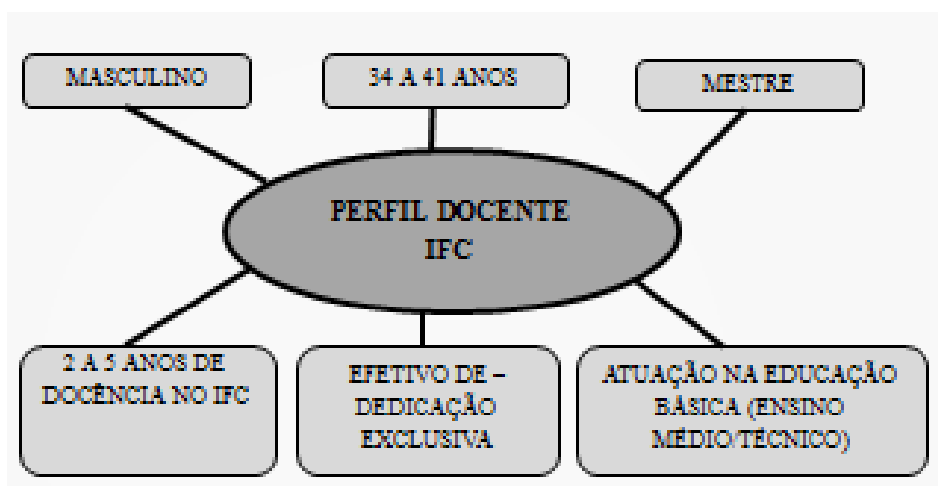 MASCULINO
34 A 41 ANOS
MESTRE
PERFIL DOCENTE
IFC
2 A 5 ANOS DE
DOCÊNCIA NO IFC
EFETIVO DE –
DEDICAÇÃO
EXCLUSIVA
ATUAÇÃO NA EDUCAÇÃO
BÁSICA (ENSINO
MÉDIO/TÉCNICO)